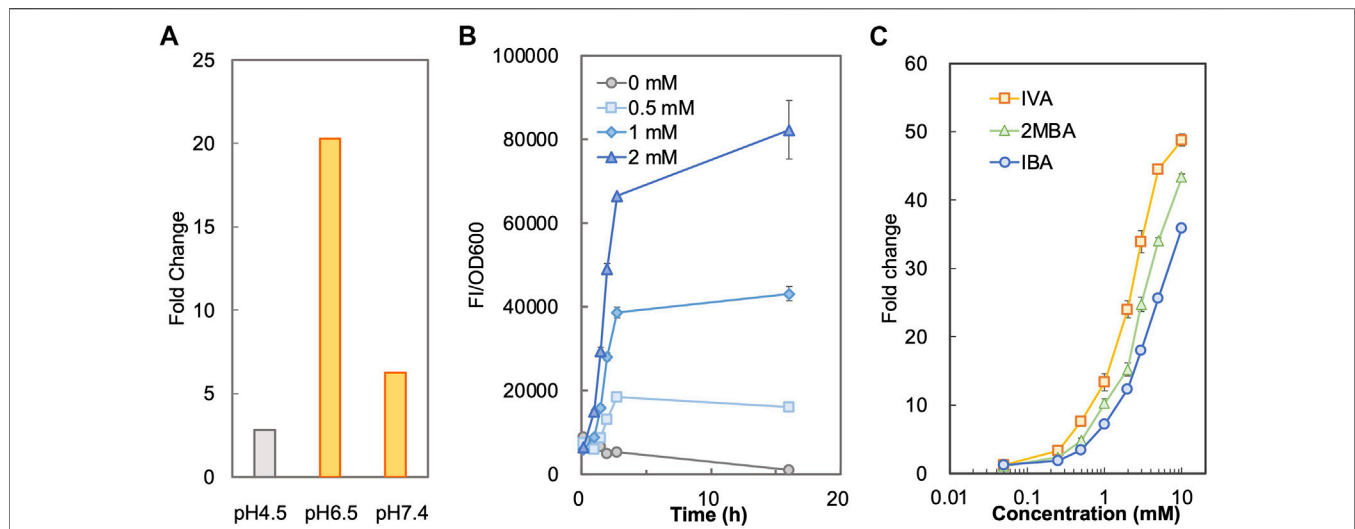 A
25
20
15
10
5
0
Fold Change
pH4.5 pH6.5 pH7.4
B
100000
80000
60000
40000
20000
0
FI/OD600
0 mM
0.5 mM
1 mM
2 mM
0 10 20
Time (h)
C
60
50
40
30
20
10
0
Fold change
IVA
2MBA
IBA
0.01 0.1 1 10
Concentration (mM)